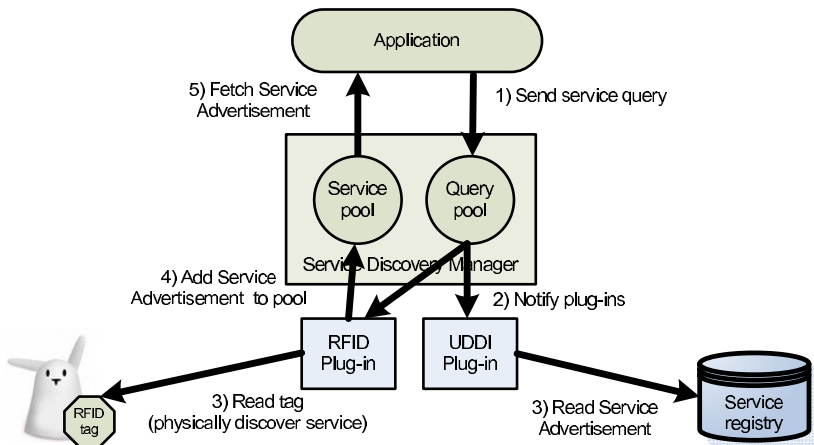 Application
5) Fetch Service
Advertisement
1) Send service query
Service
pool
Query
pool
Service Discovery Manager
4) Add Service
Advertisement to pool
2) Notify plug-ins
RFID
Plug-in
UDDI
Plug-in
RFID
tag
3) Read tag
(physically discover service)
3) Read Service
Advertisement
Service
registry